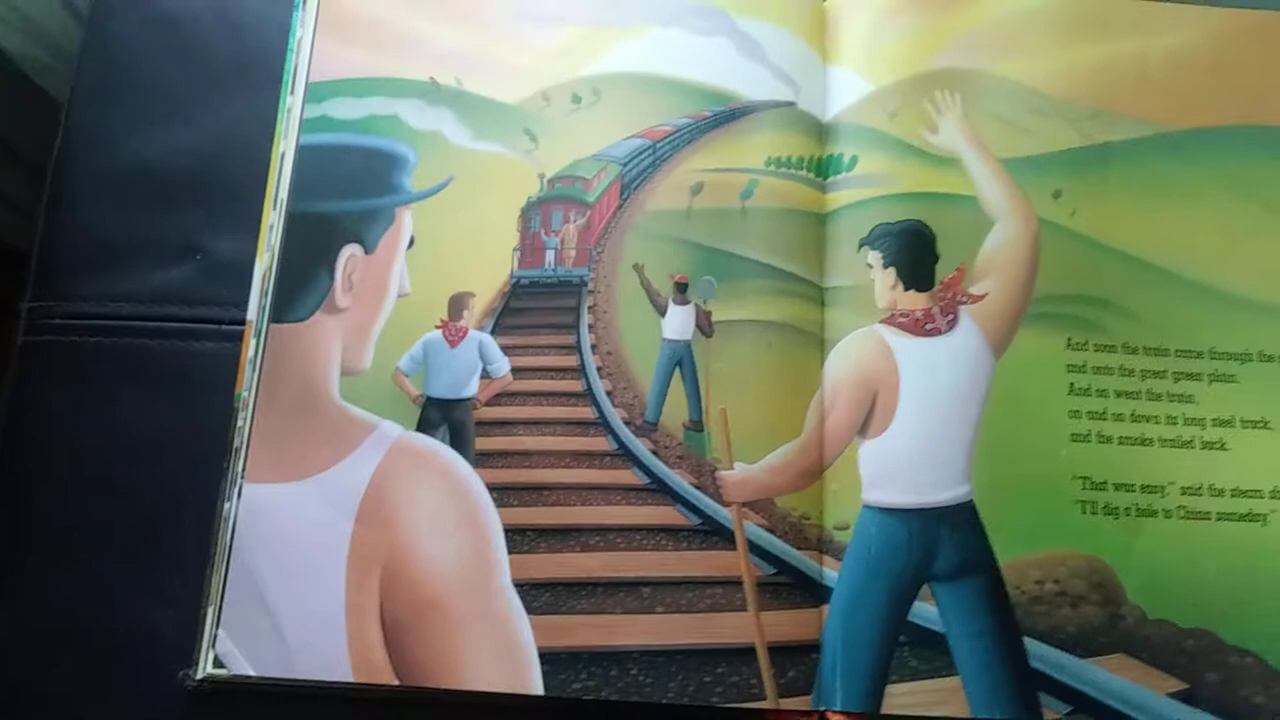 And soon the train came through the
and onto the great green plain.
And on went the train,
on and on down its long steel track,
and the smoke trailed back.
"That was easy," said the steam
"I'll dig a hole to China someday."